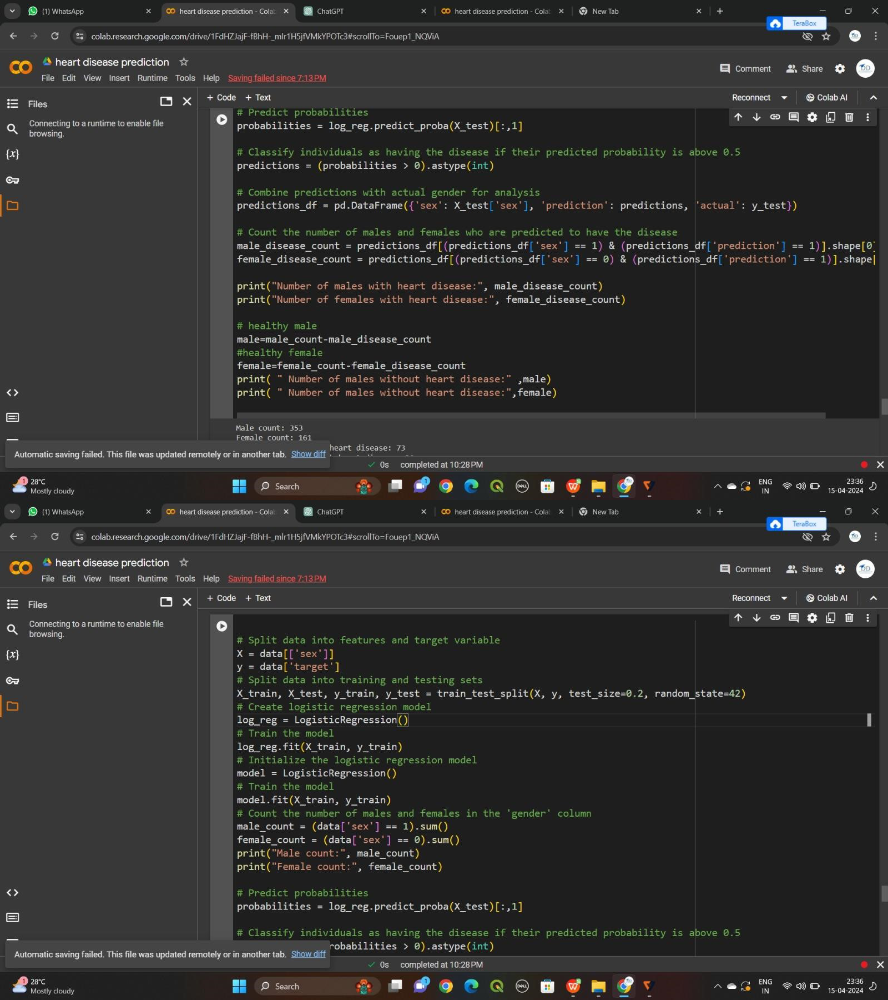 (1) WhatsApp
heart disease prediction - Colab
ChatGPT
heart disease prediction - Colab
New Tab
TeraBox
colab.research.google.com/drive/1FdHZJajF-fBhH-_mlr1H5jfVMkYPOTc3#scrollTo=Fouep1_NQViA
heart disease prediction
Comment
Share
File Edit View Insert Runtime Tools Help Saving failed since 7:13 PM
Files
+ Code + Text
Reconnect
Colab AI
Connecting to a runtime to enable file
browsing.
# Predict probabilities
probabilities = log_reg.predict_proba(X_test)[:,1]
# Classify individuals as having the disease if their predicted probability is above 0.5
predictions = (probabilities > 0).astype(int)
# Combine predictions with actual gender for analysis
predictions_df = pd.DataFrame({'sex': X_test['sex'], 'prediction': predictions, 'actual': y_test})
# Count the number of males and females who are predicted to have the disease
male_disease_count = predictions_df[(predictions_df['sex'] == 1) & (predictions_df['prediction'] == 1)].shape[0]
female_disease_count = predictions_df[(predictions_df['sex'] == 0) & (predictions_df['prediction'] == 1)].shape[
print("Number of males with heart disease:", male_disease_count)
print("Number of females with heart disease:", female_disease_count)
# healthy male
male=male_count-male_disease_count
#healthy female
female=female_count-female_disease_count
print( " Number of males without heart disease:" ,male)
print( " Number of males without heart disease:",female)
Male count: 353
Female count: 161
heart disease: 73
Automatic saving failed. This file was updated remotely or in another tab. Show diff
0s completed at 10:28 PM
28°C
Mostly cloudy
Search
ENG
IN
23:36
15-04-2024
(1) WhatsApp
heart disease prediction - Colab
ChatGPT
heart disease prediction - Colab
New Tab
TeraBox
colab.research.google.com/drive/1FdHZJajF-fBhH-_mlr1H5jfVMkYPOTc3#scrollTo=Fouep1_NQViA
heart disease prediction
Comment
Share
File Edit View Insert Runtime Tools Help Saving failed since 7:13 PM
Files
+ Code + Text
Reconnect
Colab AI
Connecting to a runtime to enable file
browsing.
# Split data into features and target variable
X = data[['sex']]
y = data['target']
# Split data into training and testing sets
X_train, X_test, y_train, y_test = train_test_split(X, y, test_size=0.2, random_state=42)
# Create logistic regression model
log_reg = LogisticRegression()
# Train the model
log_reg.fit(X_train, y_train)
# Initialize the logistic regression model
model = LogisticRegression()
# Train the model
model.fit(X_train, y_train)
# Count the number of males and females in the 'gender' column
male_count = (data['sex'] == 1).sum()
female_count = (data['sex'] == 0).sum()
print("Male count:", male_count)
print("Female count:", female_count)
# Predict probabilities
probabilities = log_reg.predict_proba(X_test)[:,1]
# Classify individuals as having the disease if their predicted probability is above 0.5
robabilities > 0).astype(int)
Automatic saving failed. This file was updated remotely or in another tab. Show diff
0s completed at 10:28 PM
28°C
Mostly cloudy
Search
ENG
IN
23:36
15-04-2024